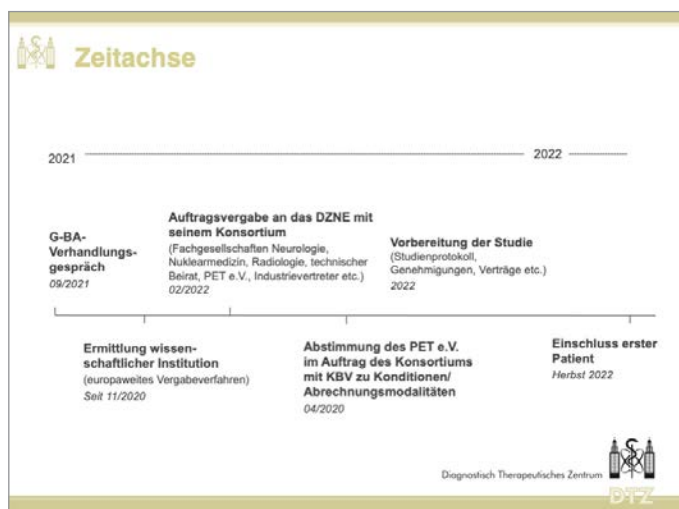 Zeitachse
2021
2022
G-BA-
Verhandlungs-
gespräch
09/2021
Auftragsvergabe an das DZNE mit
seinem Konsortium
(Fachgesellschaften Neurologie,
Nuklearmedizin, Radiologie, technischer
Beirat, PET e.V., Industrievertreter etc.)
02/2022
Vorbereitung der Studie
(Studienprotokoll,
Genehmigungen, Verträge etc.)
2022
Ermittlung wissen-
schaftlicher Institution
(europaweites Vergabeverfahren)
Seit 11/2020
Abstimmung des PET e.V.
im Auftrag des Konsortiums
mit KBV zu Konditionen/
Abrechnungsmodalitäten
04/2020
Einschluss erster
Patient
Herbst 2022
Diagnostisch Therapeutisches Zentrum
DTZ